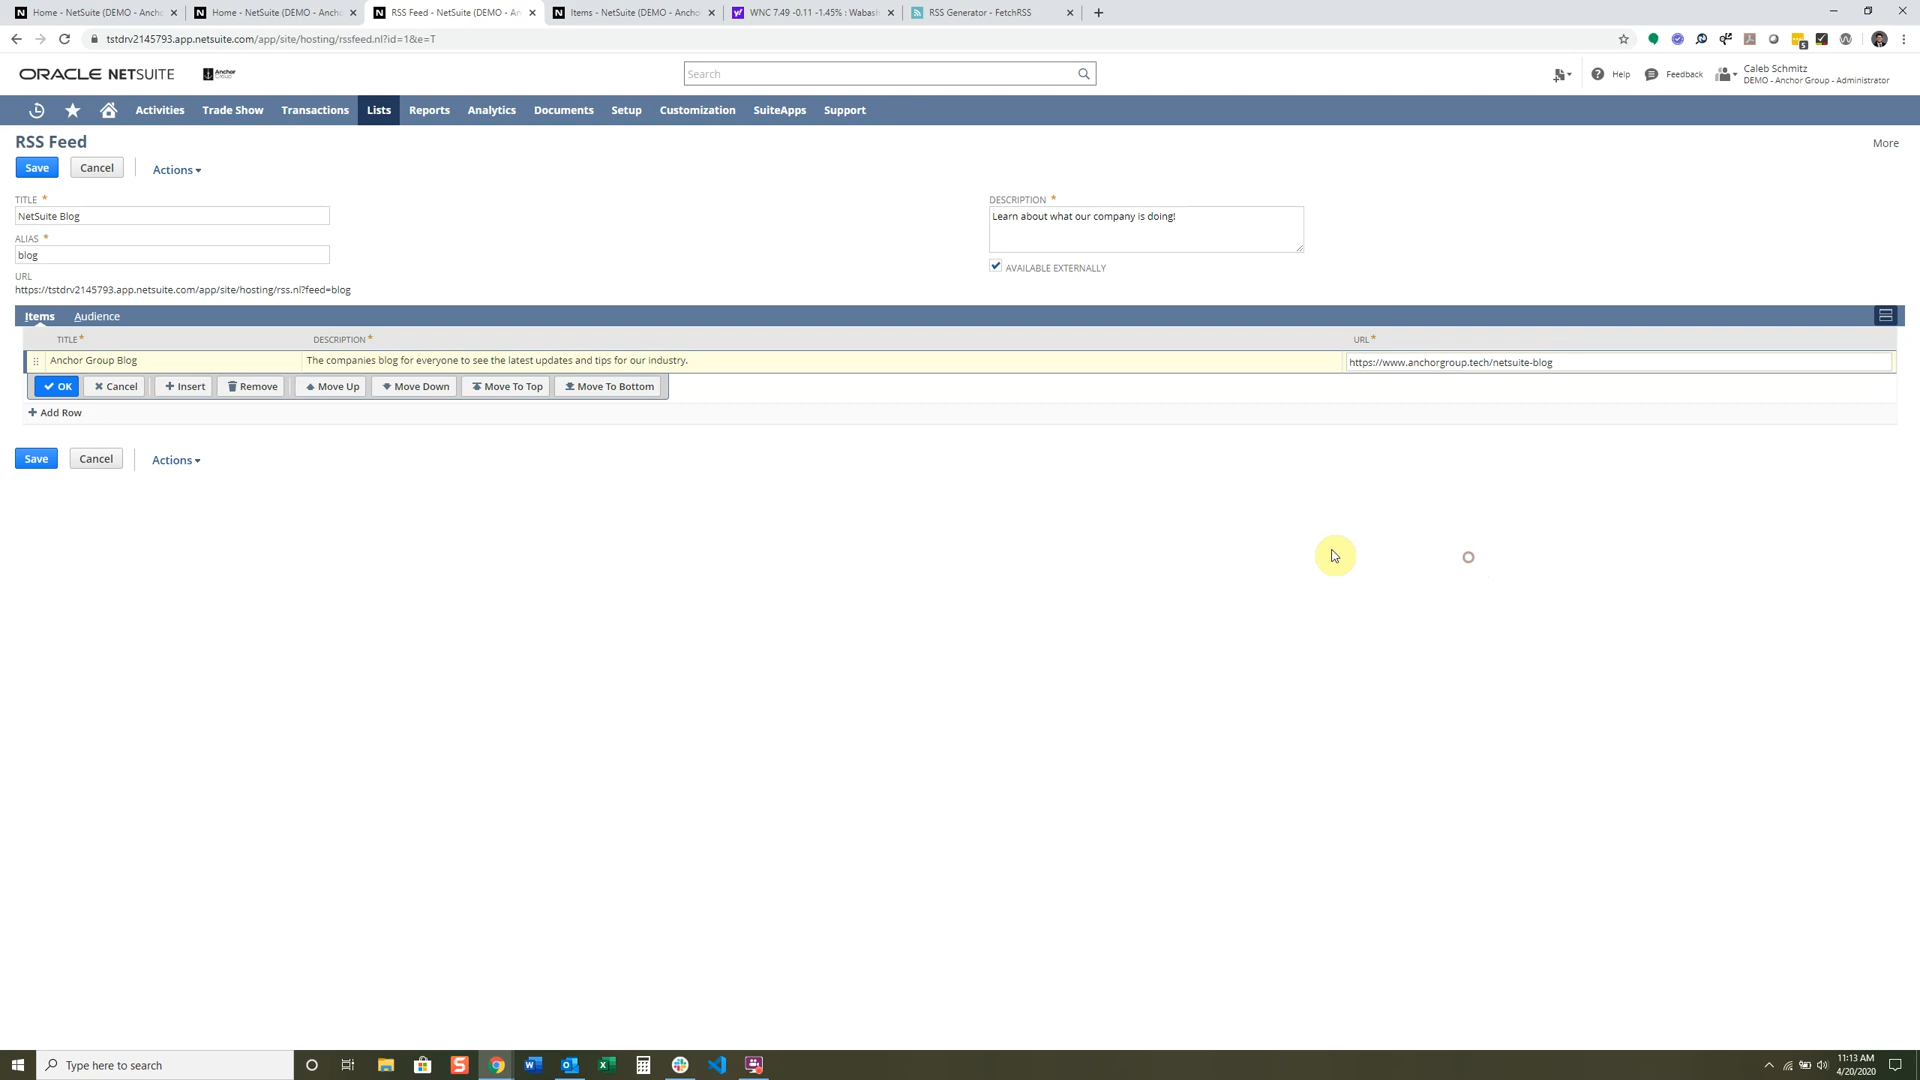 Home - NetSuite (DEMO - Ancho
Home - NetSuite (DEMO - Ancho
RSS Feed - NetSuite (DEMO - An
Items - NetSuite (DEMO - Ancho
WNC 7.49 -0.11 -1.45% : Wabash
RSS Generator - FetchRSS
tstdrv2145793.app.netsuite.com/app/site/hosting/rssfeed.nl?id=1&e=T
5
ORACLE NETSUITE
Anchor
Group
Search
Help
Feedback
Caleb Schmitz
DEMO - Anchor Group - Administrator
Activities
Trade Show
Transactions
Lists
Reports
Analytics
Documents
Setup
Customization
SuiteApps
Support
RSS Feed
More
Save
Cancel
Actions
TITLE *
NetSuite Blog
ALIAS *
blog
URL
https://tstdrv2145793.app.netsuite.com/app/site/hosting/rss.nl?feed=blog
DESCRIPTION *
Learn about what our company is doing!
AVAILABLE EXTERNALLY
Items
Audience
TITLE *
DESCRIPTION *
URL *
Anchor Group Blog
The companies blog for everyone to see the latest updates and tips for our industry.
https://www.anchorgroup.tech/netsuite-blog
OK
Cancel
Insert
Remove
Move Up
Move Down
Move To Top
Move To Bottom
Add Row
Save
Cancel
Actions
Type here to search
11:13 AM
4/20/2020